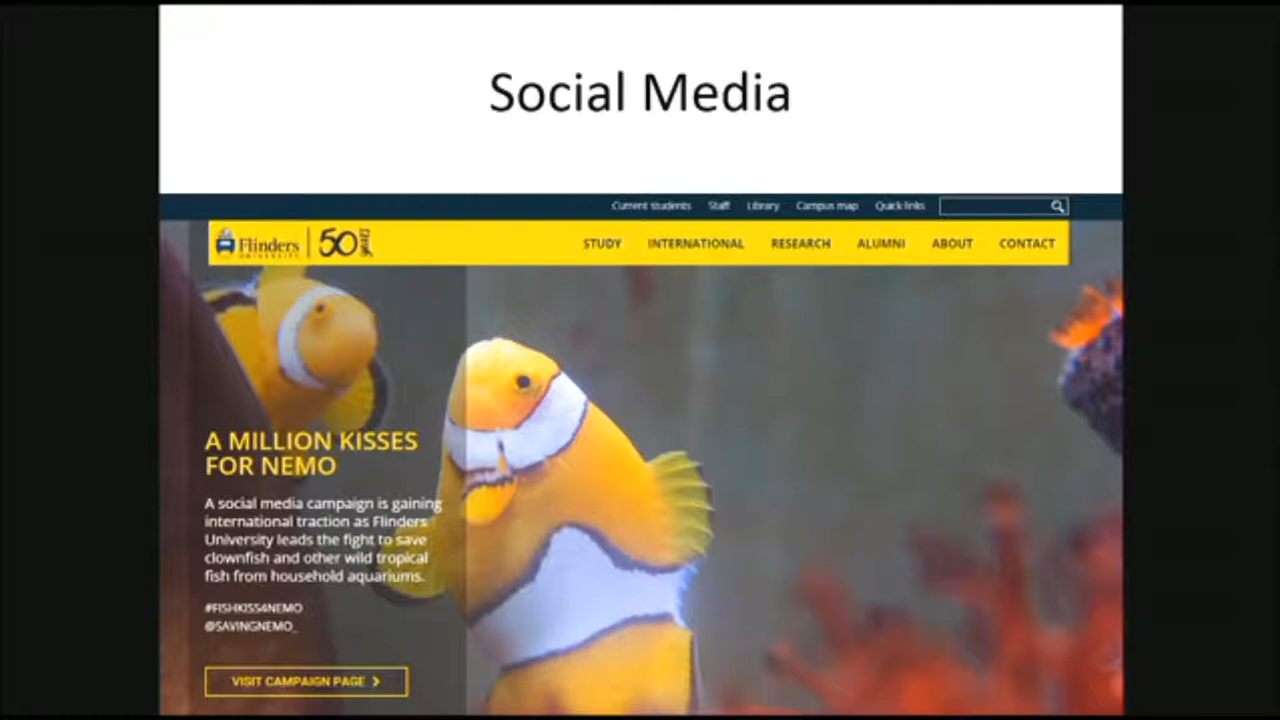 Social Media
Current students Staff Library Campus map Quick links
Flinders
UNIVERSITY
50
STUDY INTERNATIONAL RESEARCH ALUMNI ABOUT CONTACT
A MILLION KISSES
FOR NEMO
A social media campaign is gaining
international traction as Flinders
University leads the fight to save
clownfish and other wild tropical
fish from household aquariums.
#FISHKISS4NEMO
@SAVINGNEMO_
VISIT CAMPAIGN PAGE